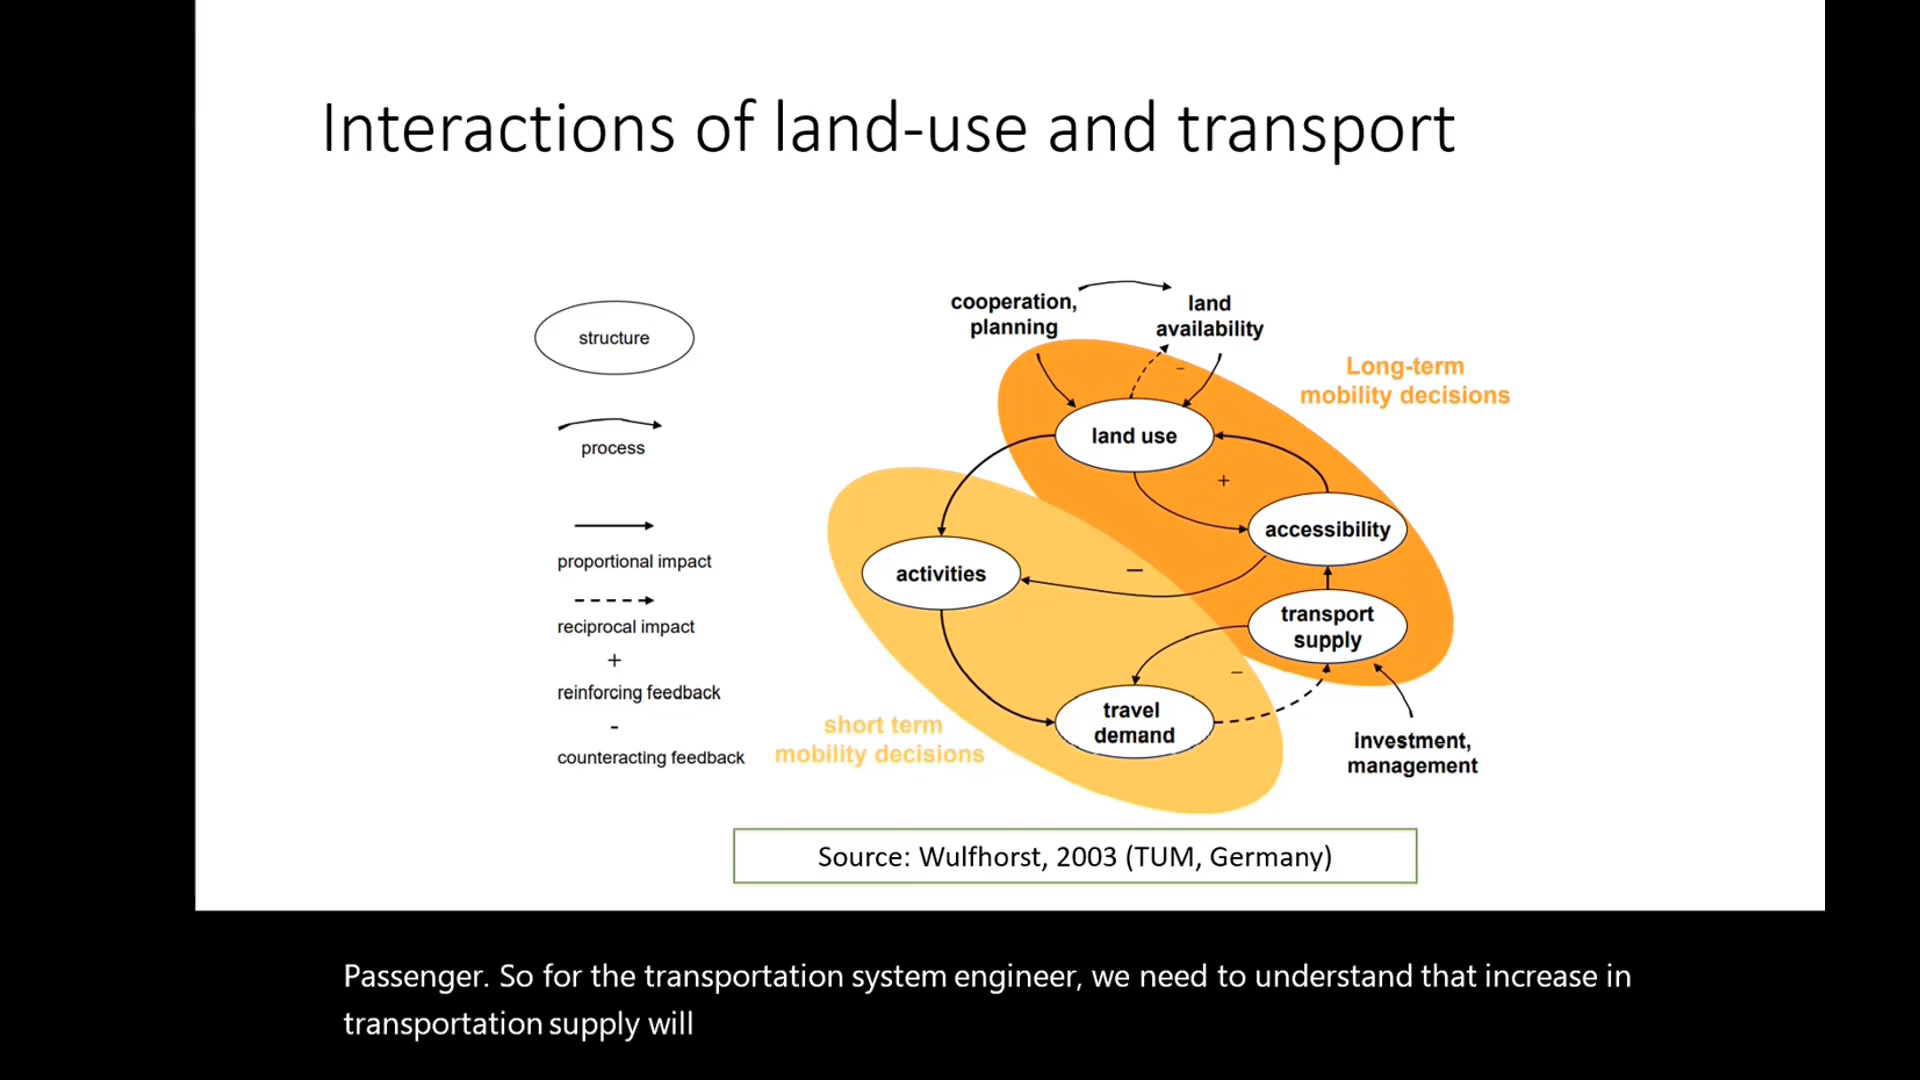 Interactions of land-use and transport
structure
process
proportional impact
reciprocal impact
+
reinforcing feedback
-
counteracting feedback
cooperation,
planning
land
availability
Long-term
mobility decisions
-
land use
+
accessibility
activities
–
transport
supply
–
travel
demand
short term
mobility decisions
investment,
management
Source: Wulfhorst, 2003 (TUM, Germany)
Passenger. So for the transportation system engineer, we need to understand that increase in
transportation supply will